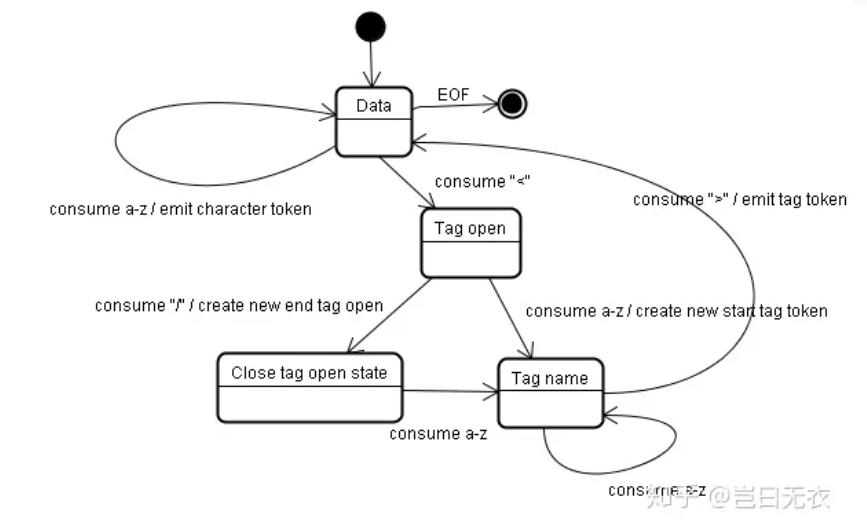 EOF
Data
consume "<"
consume ">" / emit tag token
consume a-z / emit character token
Tag open
consume "/" / create new end tag open
consume a-z / create new start tag token
Close tag open state
Tag name
consume a-z
consume a-z
知乎 @岂曰无衣